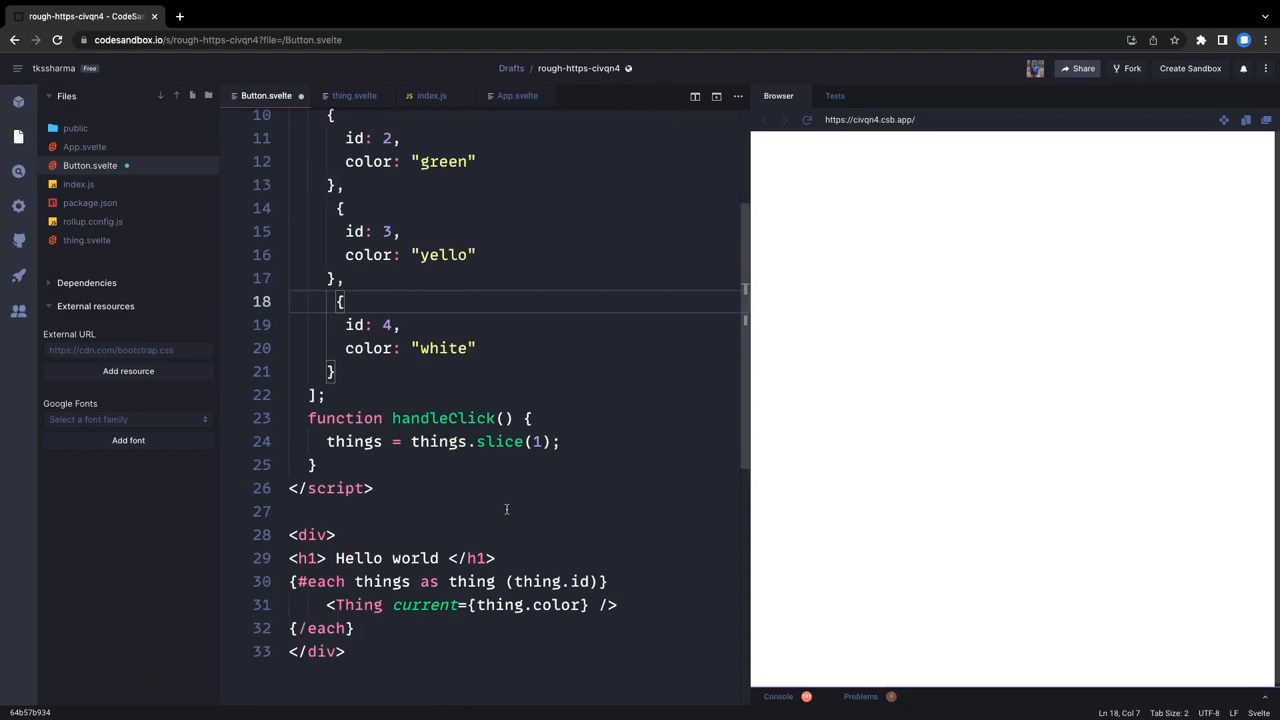 rough-https-civqn4 - CodeSan
codesandbox.io/s/rough-https-civqn4?file=/Button.svelte
tkssharma Free
Drafts / rough-https-civqn4
Share
Fork
Create Sandbox
Files
public
App.svelte
Button.svelte
index.js
package.json
rollup.config.js
thing.svelte
Dependencies
External resources
External URL
https://cdn.com/bootstrap.css
Add resource
Google Fonts
Select a font family
Add font
64b57b934
Button.svelte
thing.svelte
index.js
App.svelte
10 {
11 id: 2,
12 color: "green"
13 },
14 {
15 id: 3,
16 color: "yello"
17 },
18 {
19 id: 4,
20 color: "white"
21 }
22 ];
23 function handleClick() {
24 things = things.slice(1);
25 }
26 </script>
27
28 <div>
29 <h1> Hello world </h1>
30 {#each things as thing (thing.id)}
31 <Thing current={thing.color} />
32 {/each}
33 </div>
Browser
Tests
https://civqn4.csb.app/
Console
Problems
Ln 18, Col 7 Tab Size: 2 UTF-8 LF Svelte